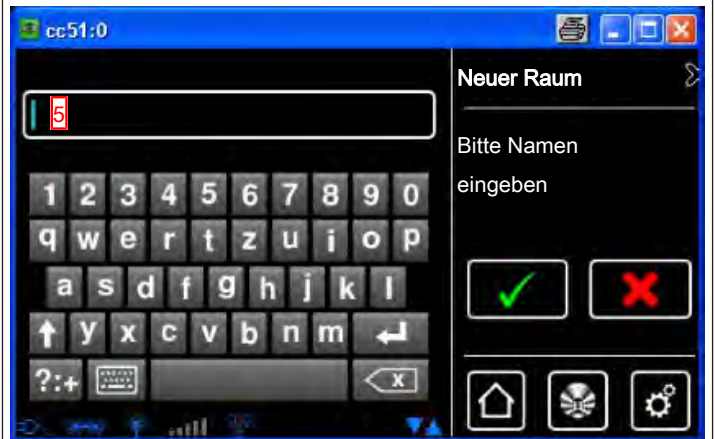 cc51:0
5
1 2 3 4 5 6 7 8 9 0
q w e r t z u i o p
a s d f g h j k l
y x c v b n m
?:+
x
Neuer Raum
Bitte Namen
eingeben